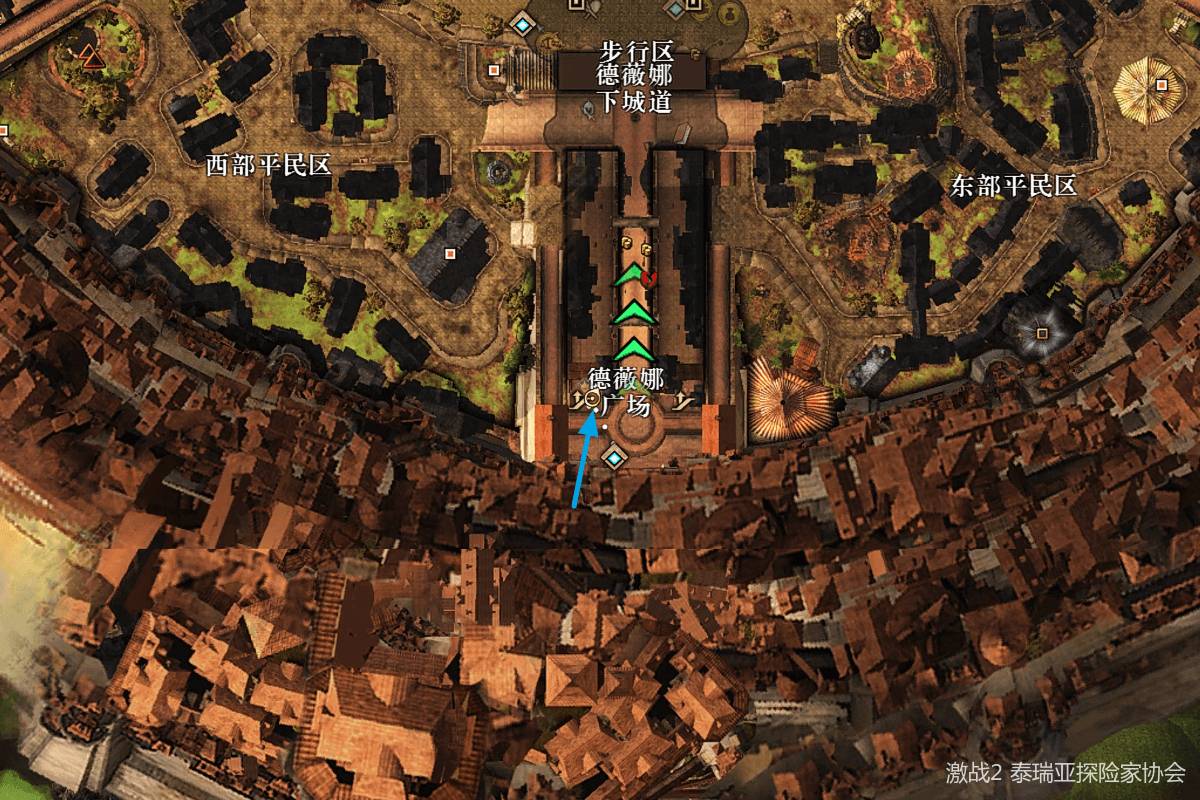 步行区
德薇娜
下城道
西部平民区
东部平民区
德薇娜
广场
激战2 泰瑞亚探险家协会